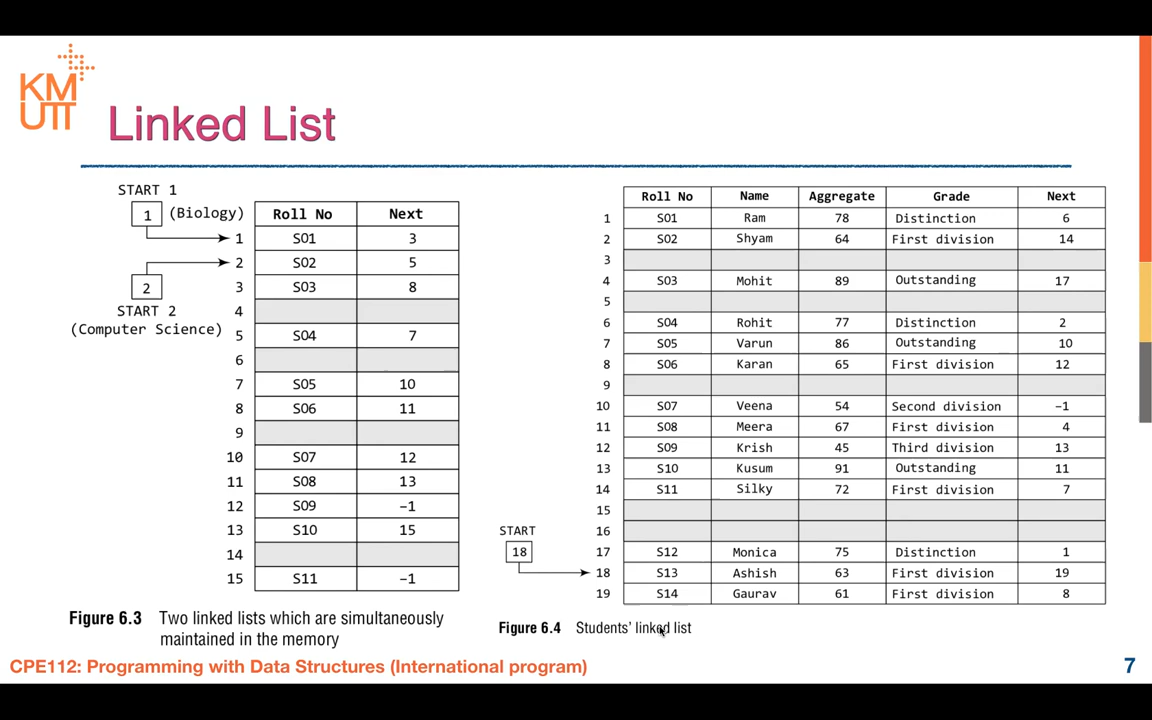 KM
UTT
Linked List
START 1
1 (Biology)
2
START 2
(Computer Science)
Roll No Next
1 S01 3
2 S02 5
3 S03 8
4
5 S04 7
6
7 S05 10
8 S06 11
9
10 S07 12
11 S08 13
12 S09 −1
13 S10 15
14
15 S11 −1
Figure 6.3 Two linked lists which are simultaneously
maintained in the memory
Roll No Name Aggregate Grade Next
1 S01 Ram 78 Distinction 6
2 S02 Shyam 64 First division 14
3
4 S03 Mohit 89 Outstanding 17
5
6 S04 Rohit 77 Distinction 2
7 S05 Varun 86 Outstanding 10
8 S06 Karan 65 First division 12
9
10 S07 Veena 54 Second division −1
11 S08 Meera 67 First division 4
12 S09 Krish 45 Third division 13
13 S10 Kusum 91 Outstanding 11
14 S11 Silky 72 First division 7
15
16
17 S12 Monica 75 Distinction 1
18 S13 Ashish 63 First division 19
19 S14 Gaurav 61 First division 8
START
18
Figure 6.4 Students' linked list
CPE112: Programming with Data Structures (International program)
7